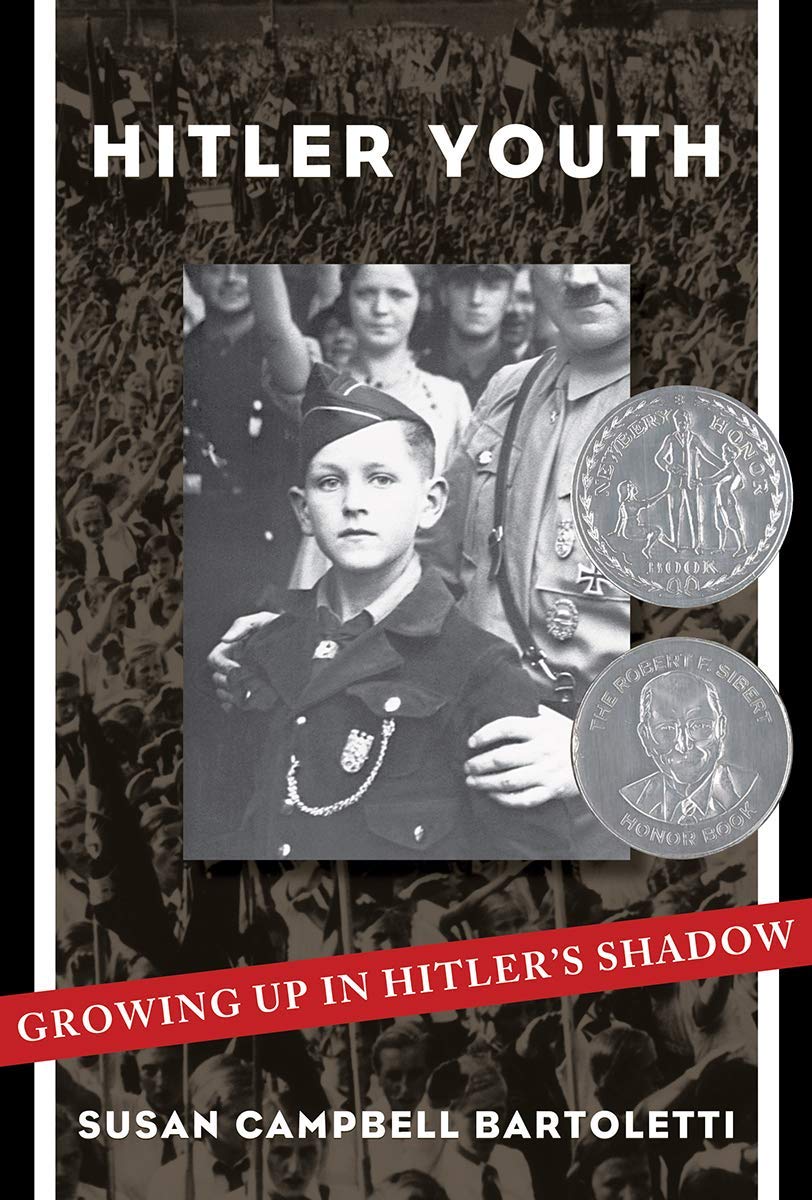 HITLER YOUTH
NEWBERY HONOR
BOOK
THE ROBERT F. SIBERT
HONOR BOOK
GROWING UP IN HITLER'S SHADOW
SUSAN CAMPBELL BARTOLETTI